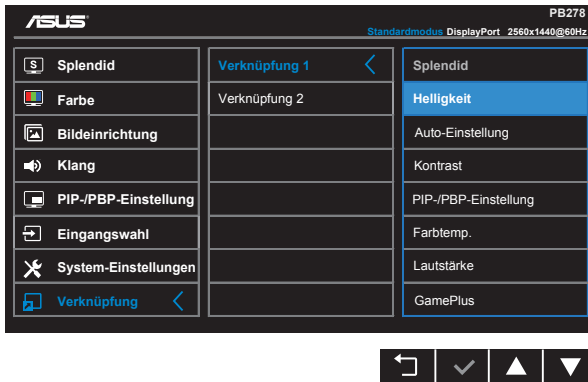 ASUS
PB278
Standardmodus DisplayPort 2560x1440@60Hz
S Splendid
Farbe
Bildeinrichtung
Klang
PIP-/PBP-Einstellung
Eingangswahl
System-Einstellungen
Verknüpfung
Verknüpfung 1
Verknüpfung 2
Splendid
Helligkeit
Auto-Einstellung
Kontrast
PIP-/PBP-Einstellung
Farbtemp.
Lautstärke
GamePlus